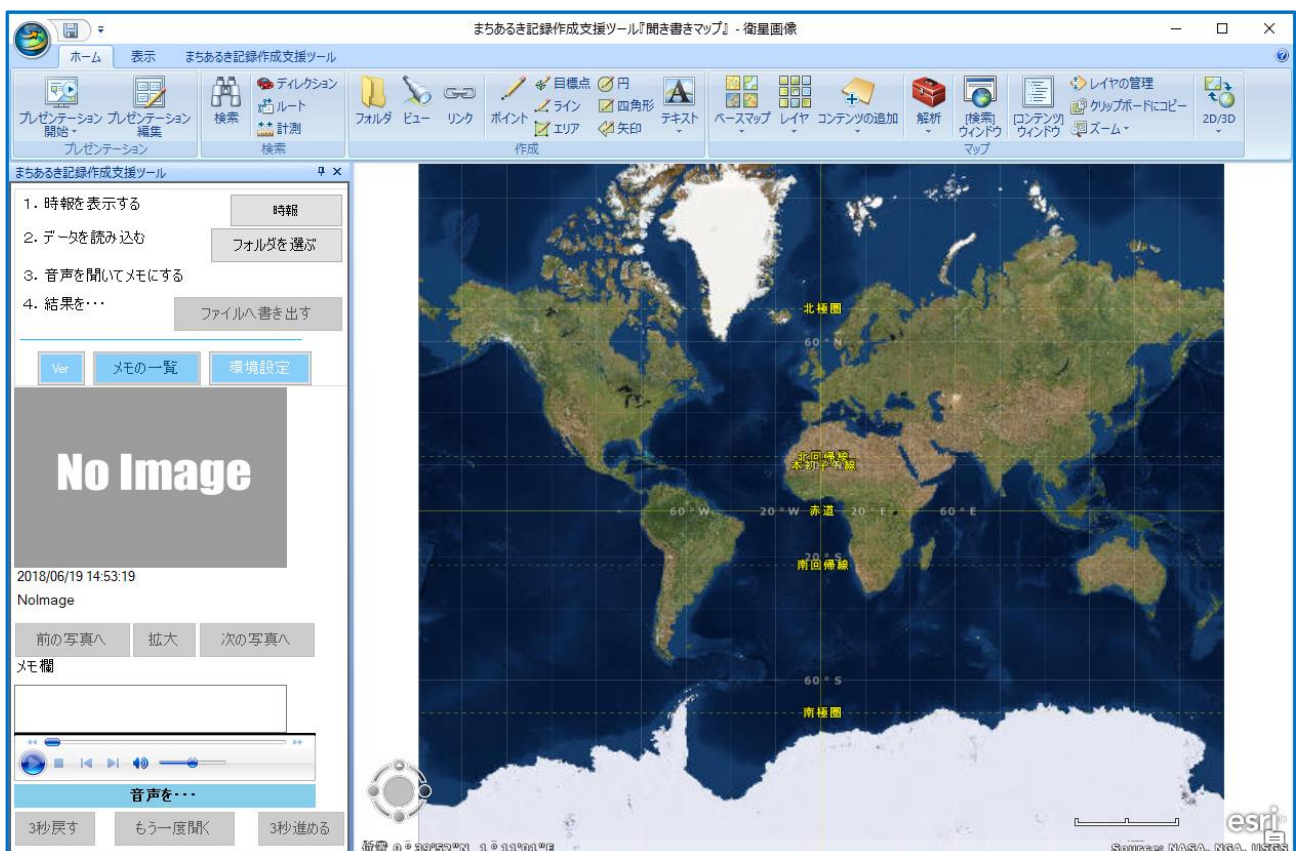 まちあるき記録作成支援ツール『聞き書きマップ』 - 衛星画像
ホーム 表示 まちあるき記録作成支援ツール
プレゼンテーション開始 プレゼンテーション編集
プレゼンテーション
検索 ディレクション
ルート
計測
検索
フォルダ ビュー リンク ポイント 目標点 円
ライン 四角形
エリア 矢印
テキスト
作成
ベースマップ レイヤ コンテンツの追加 解析 [検索]ウィンドウ [コンテンツ]ウィンドウ
レイヤの管理
クリップボードにコピー
ズーム
2D/3D
マップ
まちあるき記録作成支援ツール
1. 時報を表示する 時報
2. データを読み込む フォルダを選ぶ
3. 音声を聞いてメモにする
4. 結果を・・・ ファイルへ書き出す
Ver メモの一覧 環境設定
No Image
2018/06/19 14:53:19
NoImage
前の写真へ 拡大 次の写真へ
メモ欄
音声を・・・
3秒戻す もう一度聞く 3秒進める
北極圏
60°N
北回帰線
本初子午線
60°W 20°W 赤道 20°E 60°E
20°S
南回帰線
60°S
南極圏
esri
Source: NASA, NGA, USGS